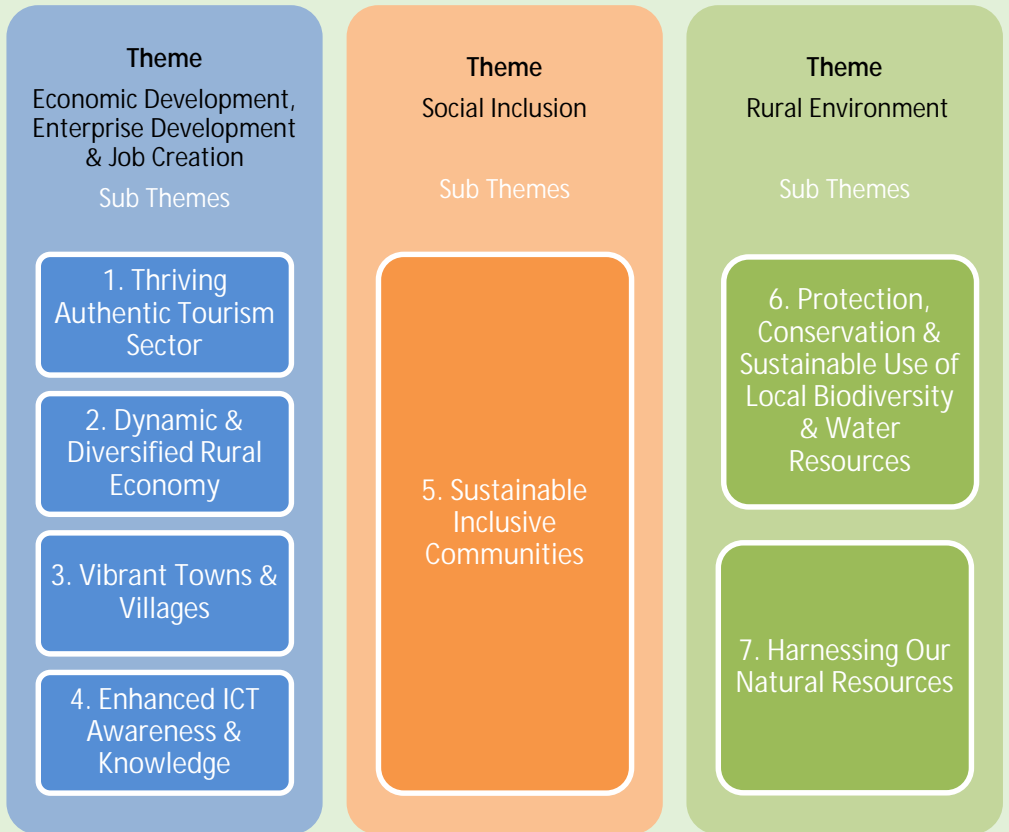 Theme
Economic Development,
Enterprise Development
& Job Creation
Sub Themes
1. Thriving
Authentic Tourism
Sector
2. Dynamic &
Diversified Rural
Economy
3. Vibrant Towns &
Villages
4. Enhanced ICT
Awareness &
Knowledge
Theme
Social Inclusion
Sub Themes
5. Sustainable
Inclusive
Communities
Theme
Rural Environment
Sub Themes
6. Protection,
Conservation &
Sustainable Use of
Local Biodiversity
& Water
Resources
7. Harnessing Our
Natural Resources